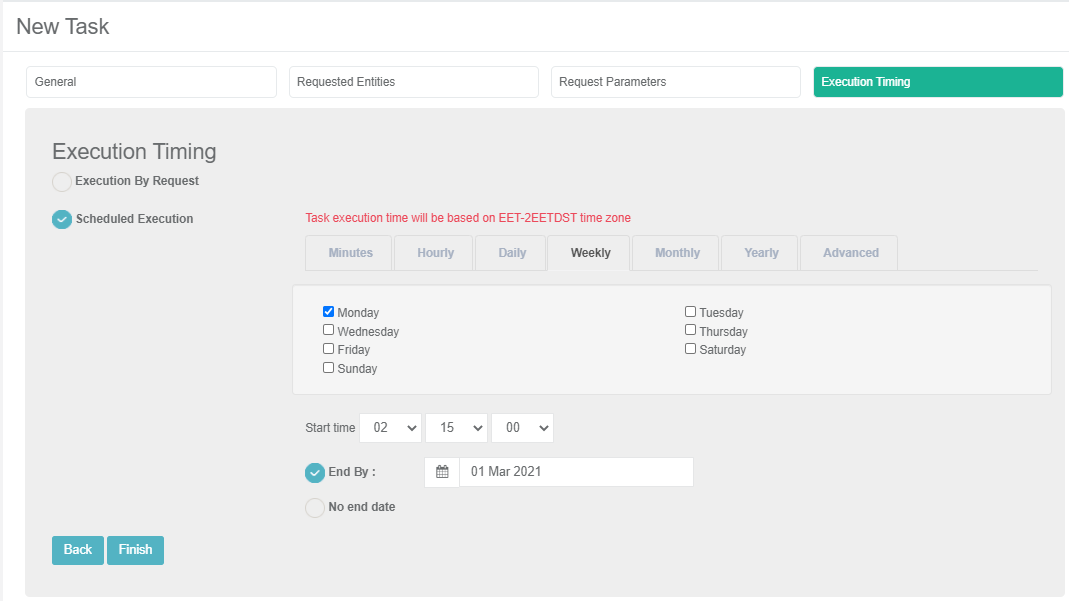 New Task
General Requested Entities Request Parameters Execution Timing
Execution Timing
Execution By Request
Scheduled Execution Task execution time will be based on EET-2EETDST time zone
Minutes Hourly Daily Weekly Monthly Yearly Advanced
Monday Tuesday
Wednesday Thursday
Friday Saturday
Sunday
Start time 02 15 00
End By : 01 Mar 2021
No end date
Back Finish